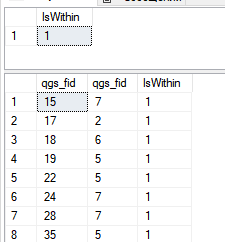 IsWithin
1 1
qgs_fid qgs_fid IsWithin
1 15 7 1
2 17 2 1
3 18 6 1
4 19 5 1
5 22 5 1
6 24 7 1
7 28 7 1
8 35 5 1